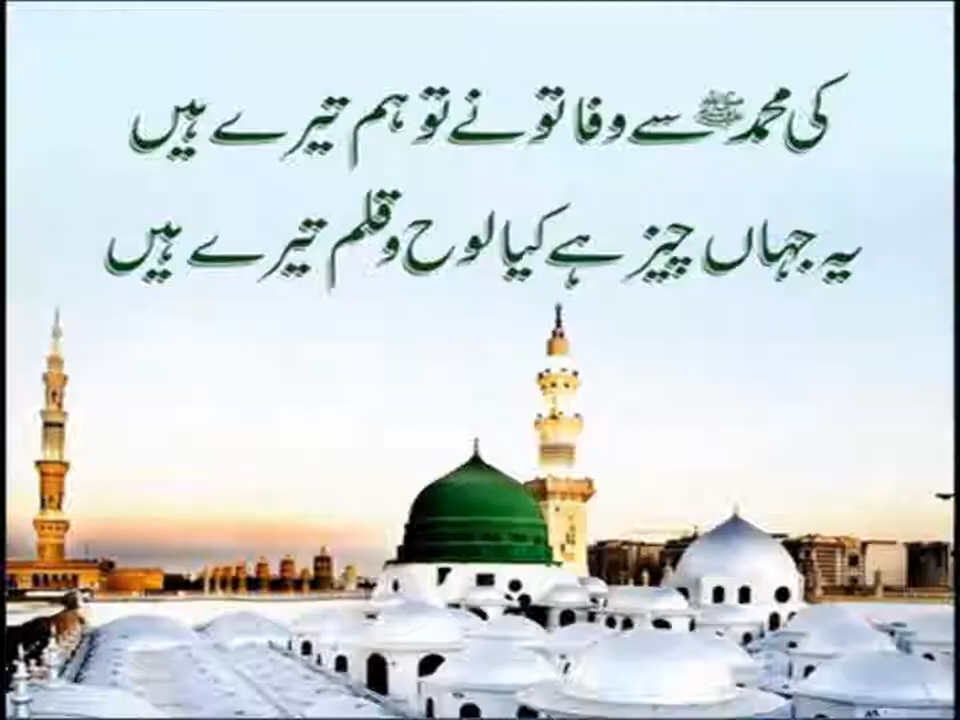 کی محمد ﷺ سے وفا تو نے تو ہم تیرے ہیں
یہ جہاں چیز ہے کیا لوح و قلم تیرے ہیں